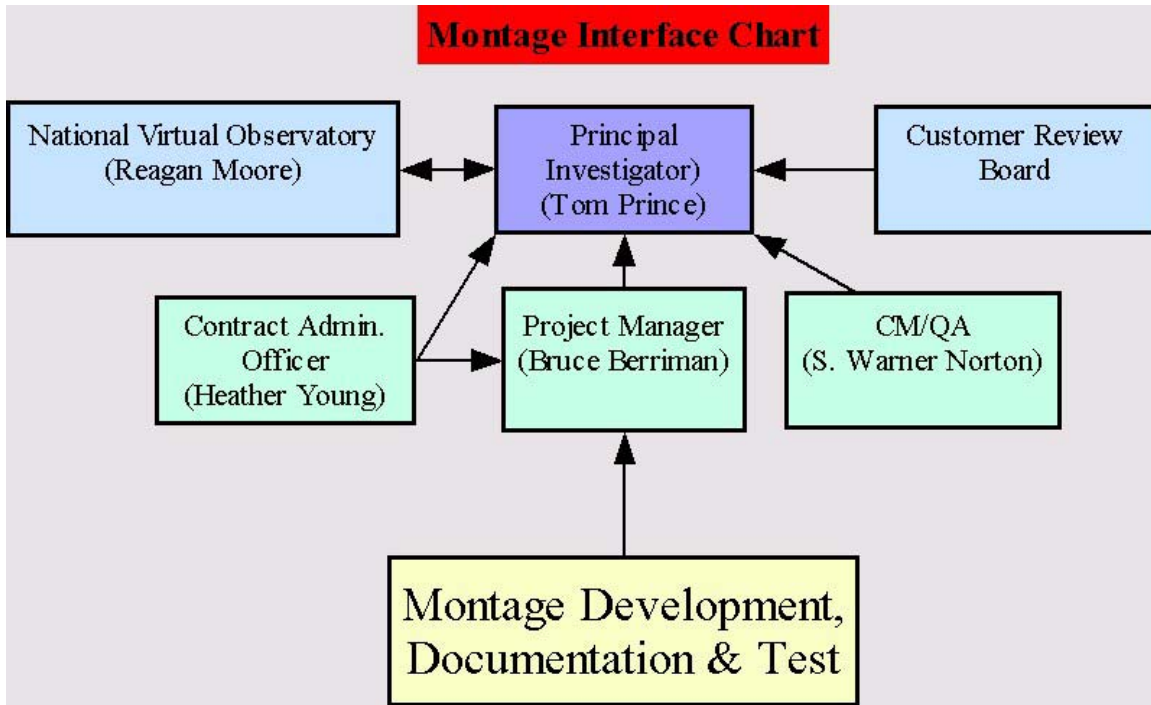 Montage Interface Chart
National Virtual Observatory
(Reagan Moore)
Principal
Investigator)
(Tom Prince)
Customer Review
Board
Contract Admin.
Officer
(Heather Young)
Project Manager
(Bruce Berriman)
CM/QA
(S. Warner Norton)
Montage Development,
Documentation & Test